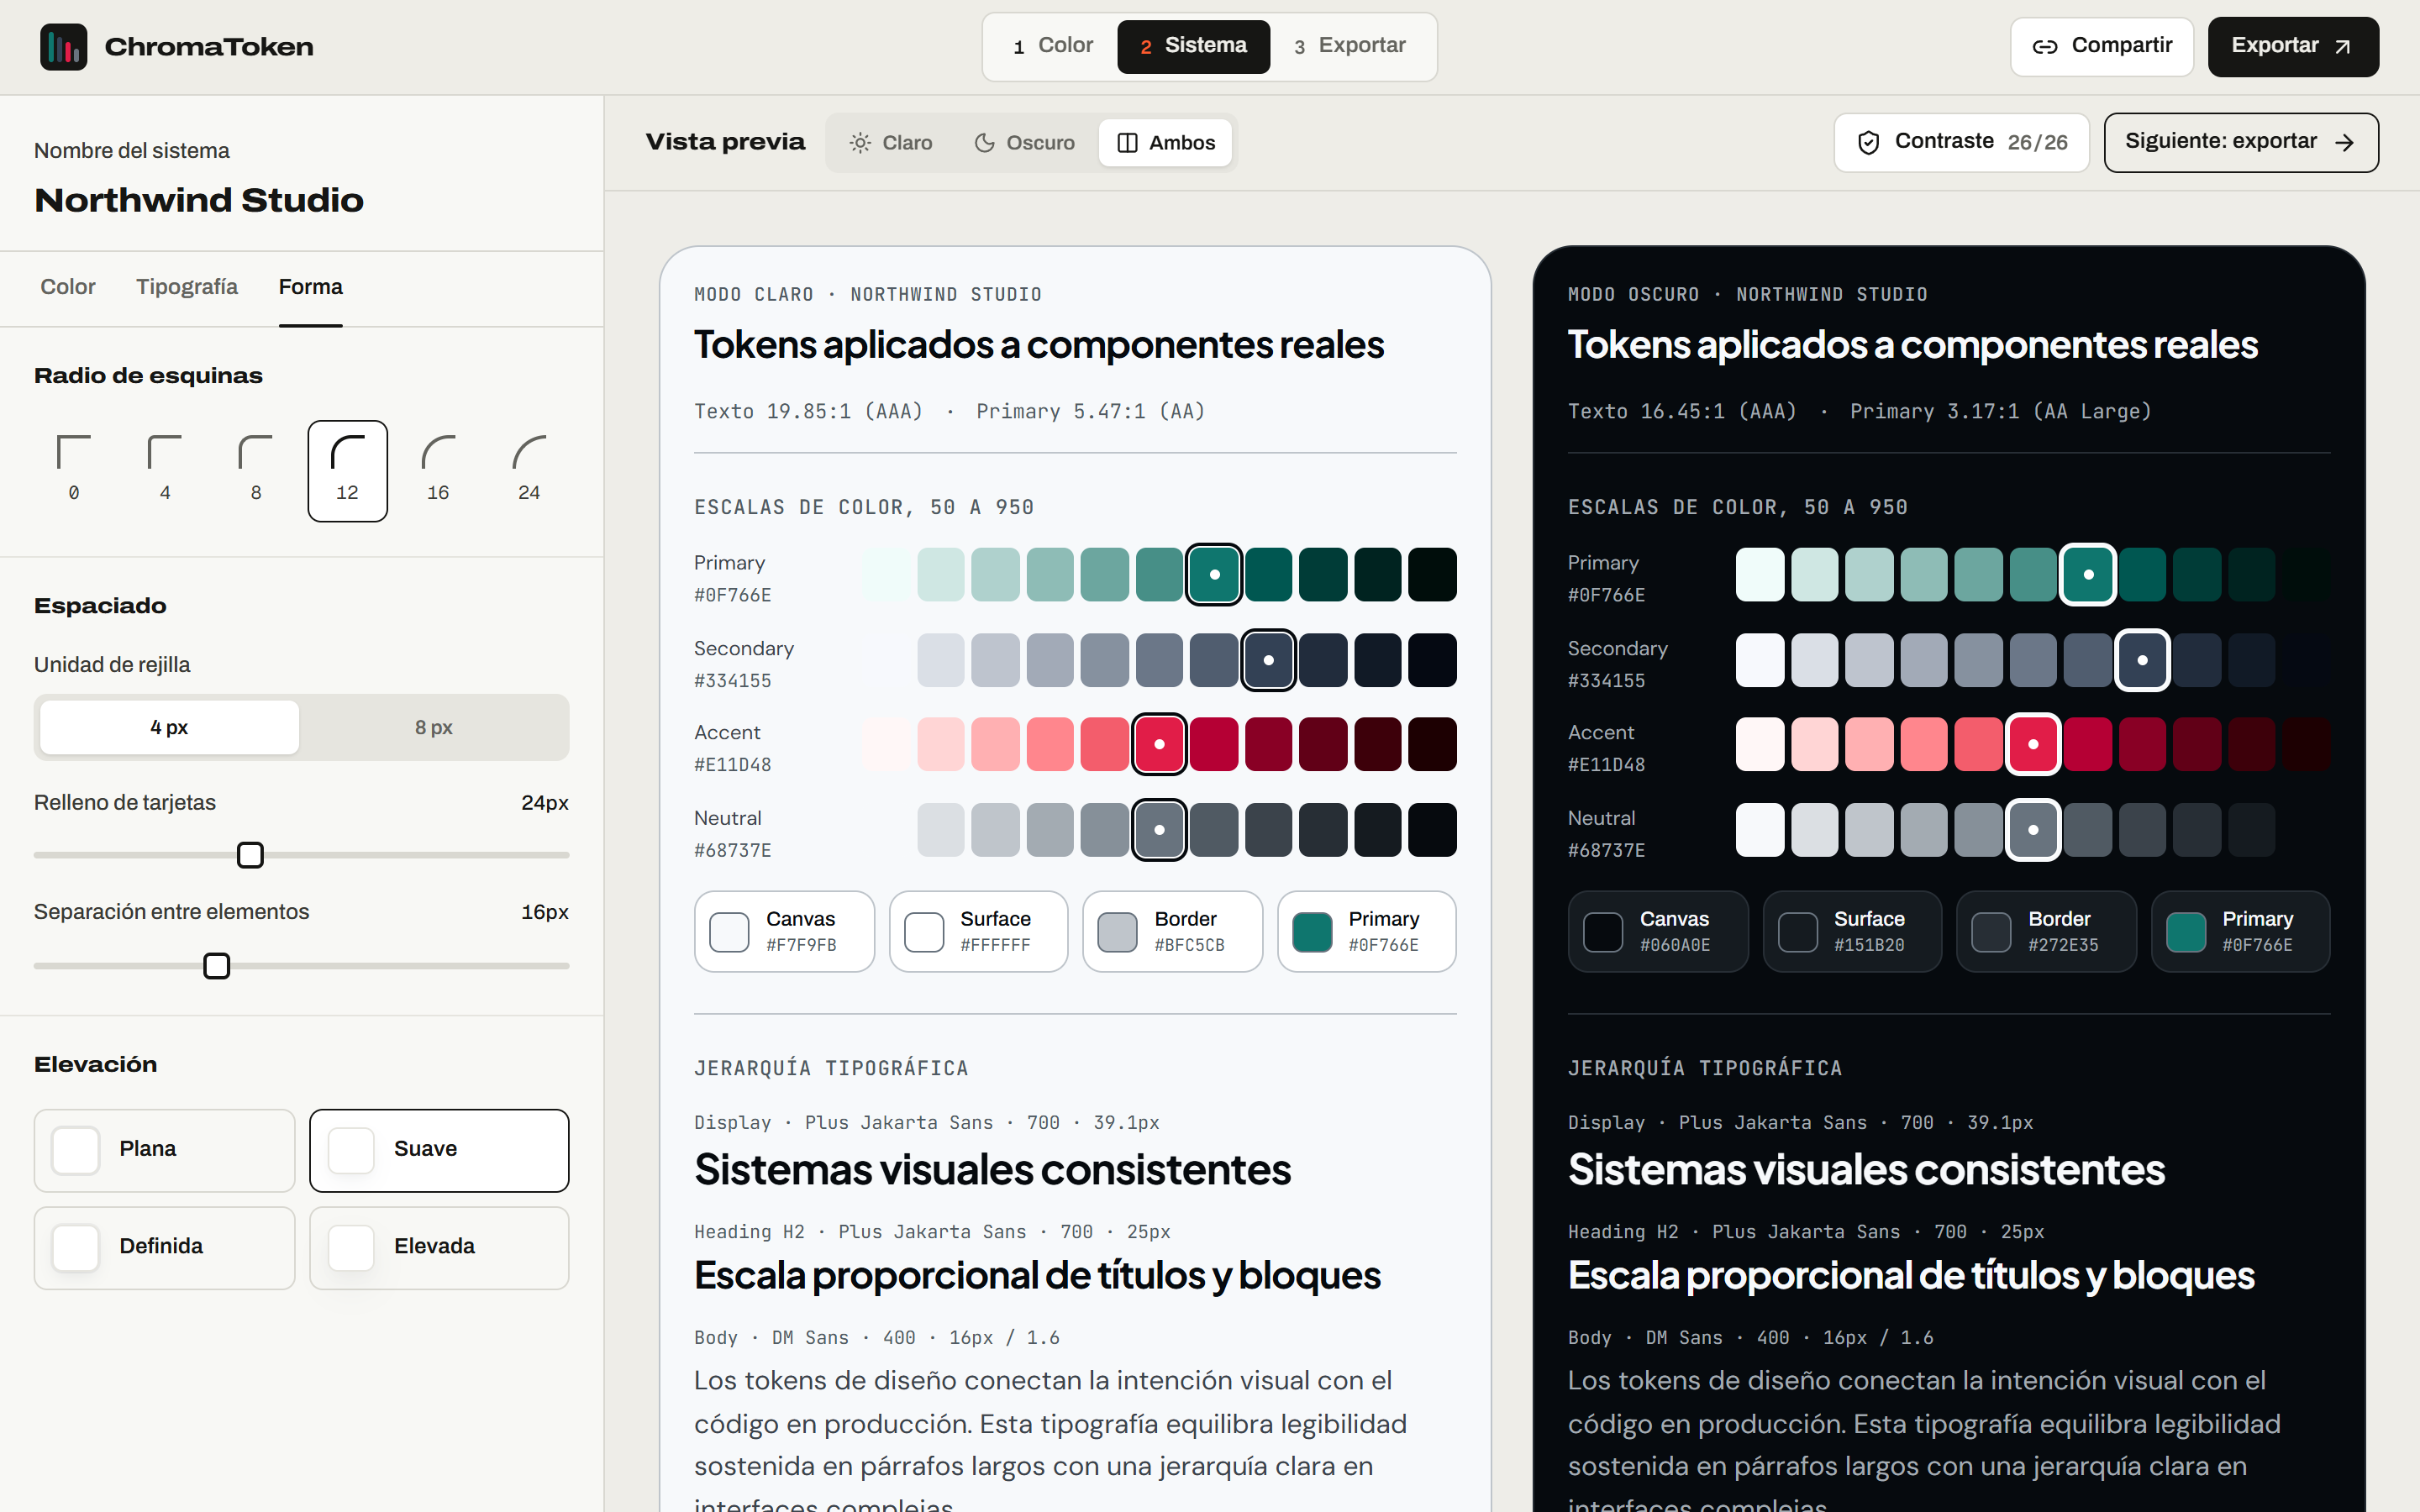 ChromaToken
1 Color
2 Sistema
3 Exportar
Compartir
Exportar
Nombre del sistema
Northwind Studio
Color
Tipografía
Forma
Radio de esquinas
0
4
8
12
16
24
Espaciado
Unidad de rejilla
4 px
8 px
Relleno de tarjetas
24px
Separación entre elementos
16px
Elevación
Plana
Suave
Definida
Elevada
Vista previa
Claro
Oscuro
Ambos
Contraste 26/26
Siguiente: exportar
MODO CLARO · NORTHWIND STUDIO
Tokens aplicados a componentes reales
Texto 19.85:1 (AAA) · Primary 5.47:1 (AA)
ESCALAS DE COLOR, 50 A 950
Primary
#0F766E
Secondary
#334155
Accent
#E11D48
Neutral
#68737E
Canvas
#F7F9FB
Surface
#FFFFFF
Border
#BFC5CB
Primary
#0F766E
JERARQUÍA TIPOGRÁFICA
Display · Plus Jakarta Sans · 700 · 39.1px
Sistemas visuales consistentes
Heading H2 · Plus Jakarta Sans · 700 · 25px
Escala proporcional de títulos y bloques
Body · DM Sans · 400 · 16px / 1.6
Los tokens de diseño conectan la intención visual con el
código en producción. Esta tipografía equilibra legibilidad
sostenida en párrafos largos con una jerarquía clara en
interfaces complejas.
MODO OSCURO · NORTHWIND STUDIO
Tokens aplicados a componentes reales
Texto 16.45:1 (AAA) · Primary 3.17:1 (AA Large)
ESCALAS DE COLOR, 50 A 950
Primary
#0F766E
Secondary
#334155
Accent
#E11D48
Neutral
#68737E
Canvas
#060A0E
Surface
#151B20
Border
#272E35
Primary
#0F766E
JERARQUÍA TIPOGRÁFICA
Display · Plus Jakarta Sans · 700 · 39.1px
Sistemas visuales consistentes
Heading H2 · Plus Jakarta Sans · 700 · 25px
Escala proporcional de títulos y bloques
Body · DM Sans · 400 · 16px / 1.6
Los tokens de diseño conectan la intención visual con el
código en producción. Esta tipografía equilibra legibilidad
sostenida en párrafos largos con una jerarquía clara en
interfaces complejas.